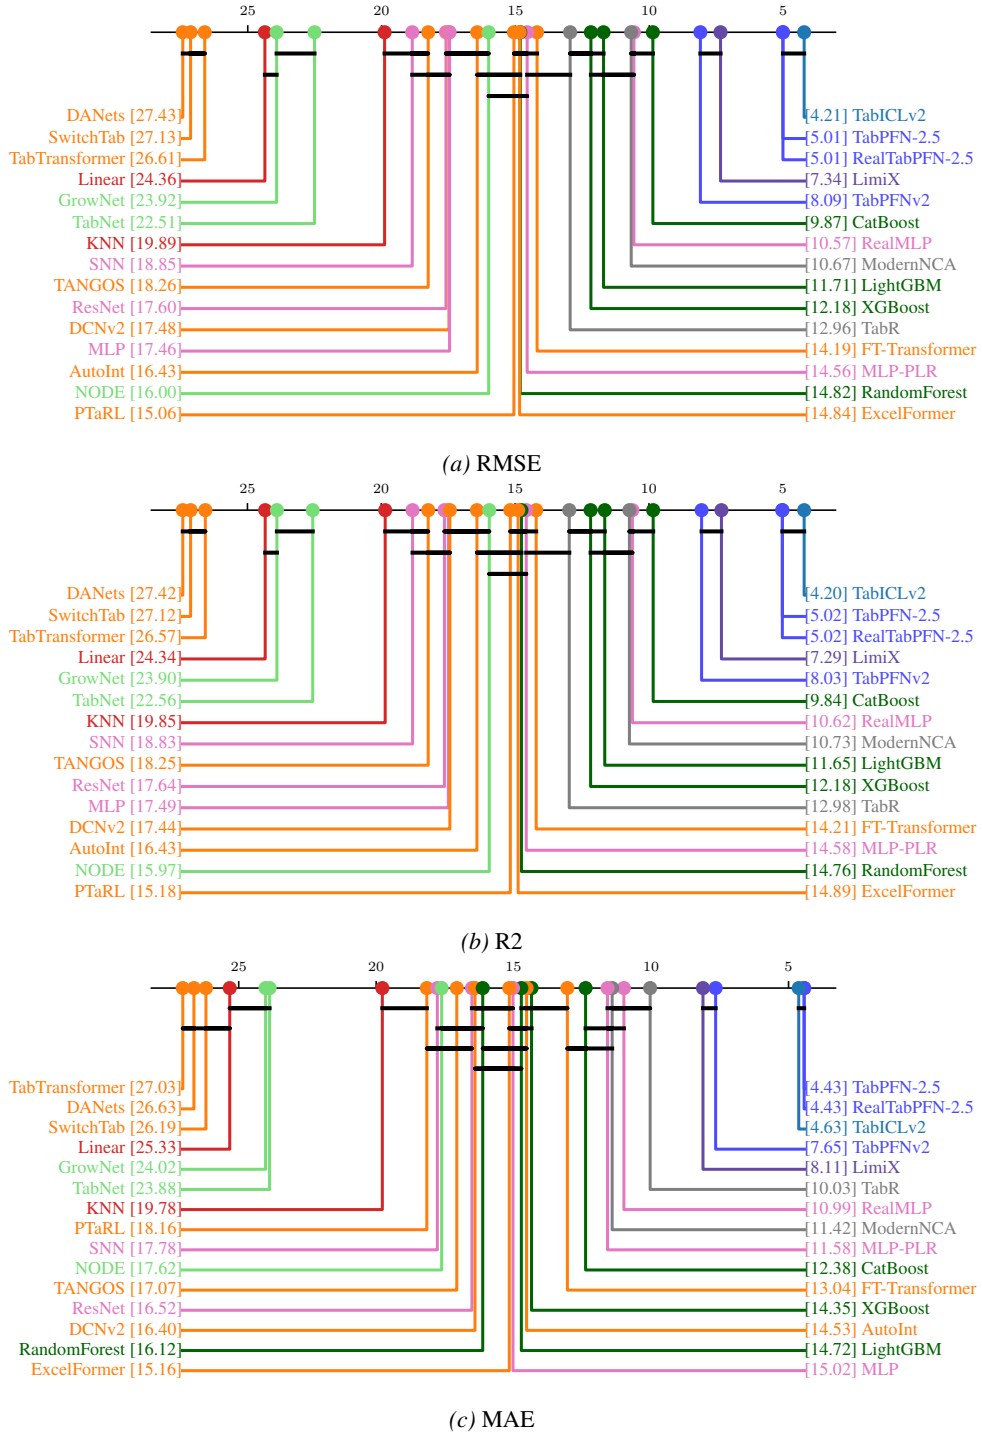 25 20 15 10 5
DANets [27.43] [4.21] TabICLv2
SwitchTab [27.13] [5.01] TabPFN-2.5
TabTransformer [26.61] [5.01] RealTabPFN-2.5
Linear [24.36] [7.34] LimiX
GrowNet [23.92] [8.09] TabPFNv2
TabNet [22.51] [9.87] CatBoost
KNN [19.89] [10.57] RealMLP
SNN [18.85] [10.67] ModernNCA
TANGOS [18.26] [11.71] LightGBM
ResNet [17.60] [12.18] XGBoost
DCNv2 [17.48] [12.96] TabR
MLP [17.46] [14.19] FT-Transformer
AutoInt [16.43] [14.56] MLP-PLR
NODE [16.00] [14.82] RandomForest
PTaRL [15.06] [14.84] ExcelFormer
(a) RMSE
25 20 15 10 5
DANets [27.42] [4.20] TabICLv2
SwitchTab [27.12] [5.02] TabPFN-2.5
TabTransformer [26.57] [5.02] RealTabPFN-2.5
Linear [24.34] [7.29] LimiX
GrowNet [23.90] [8.03] TabPFNv2
TabNet [22.56] [9.84] CatBoost
KNN [19.85] [10.62] RealMLP
SNN [18.83] [10.73] ModernNCA
TANGOS [18.25] [11.65] LightGBM
ResNet [17.64] [12.18] XGBoost
MLP [17.49] [12.98] TabR
DCNv2 [17.44] [14.21] FT-Transformer
AutoInt [16.43] [14.58] MLP-PLR
NODE [15.97] [14.76] RandomForest
PTaRL [15.18] [14.89] ExcelFormer
(b) R2
25 20 15 10 5
TabTransformer [27.03] [4.43] TabPFN-2.5
DANets [26.63] [4.43] RealTabPFN-2.5
SwitchTab [26.19] [4.63] TabICLv2
Linear [25.33] [7.65] TabPFNv2
GrowNet [24.02] [8.11] LimiX
TabNet [23.88] [10.03] TabR
KNN [19.78] [10.99] RealMLP
PTaRL [18.16] [11.42] ModernNCA
SNN [17.78] [11.58] MLP-PLR
NODE [17.62] [12.38] CatBoost
TANGOS [17.07] [13.04] FT-Transformer
ResNet [16.52] [14.35] XGBoost
DCNv2 [16.40] [14.53] AutoInt
RandomForest [16.12] [14.72] LightGBM
ExcelFormer [15.16] [15.02] MLP
(c) MAE